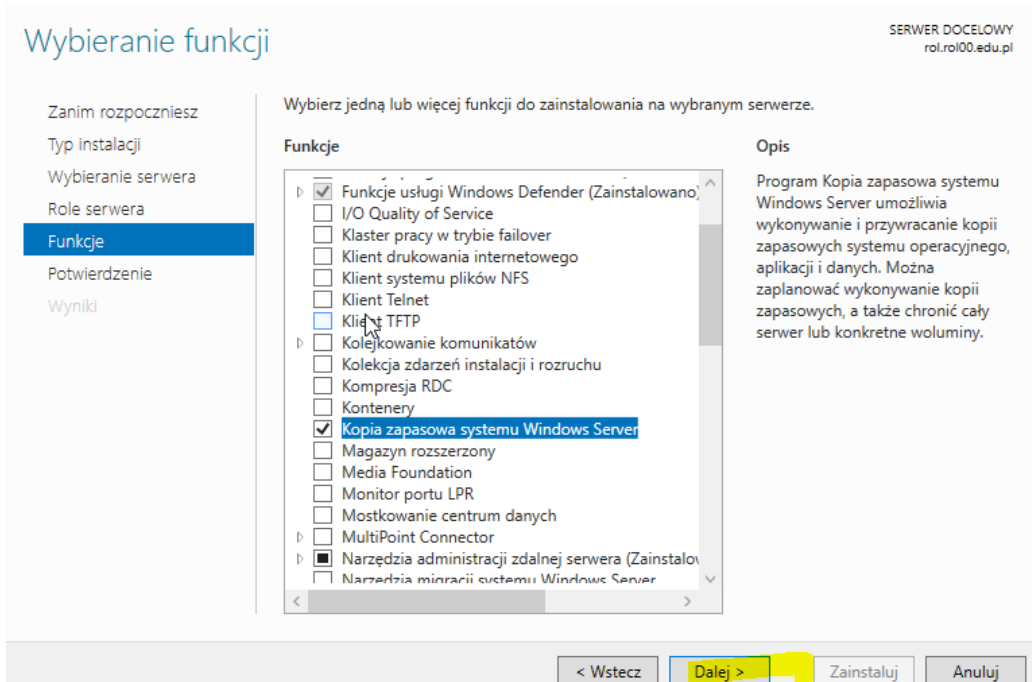 Wybieranie funkcji
SERWER DOCELOWY
rol.rol00.edu.pl
Zanim rozpoczniesz
Typ instalacji
Wybieranie serwera
Role serwera
Funkcje
Potwierdzenie
Wyniki
Wybierz jedną lub więcej funkcji do zainstalowania na wybranym serwerze.
Funkcje
Funkcje usługi Windows Defender (Zainstalowano)
I/O Quality of Service
Klaster pracy w trybie failover
Klient drukowania internetowego
Klient systemu plików NFS
Klient Telnet
Klient TFTP
Kolejkowanie komunikatów
Kolekcja zdarzeń instalacji i rozruchu
Kompresja RDC
Kontenery
Kopia zapasowa systemu Windows Server
Magazyn rozszerzony
Media Foundation
Monitor portu LPR
Mostkowanie centrum danych
MultiPoint Connector
Narzędzia administracji zdalnej serwera (Zainstalow
Narzędzia migracji systemu Windows Server
Opis
Program Kopia zapasowa systemu
Windows Server umożliwia
wykonywanie i przywracanie kopii
zapasowych systemu operacyjnego,
aplikacji i danych. Można
zaplanować wykonywanie kopii
zapasowych, a także chronić cały
serwer lub konkretne woluminy.
< Wstecz
Dalej >
Zainstaluj
Anuluj